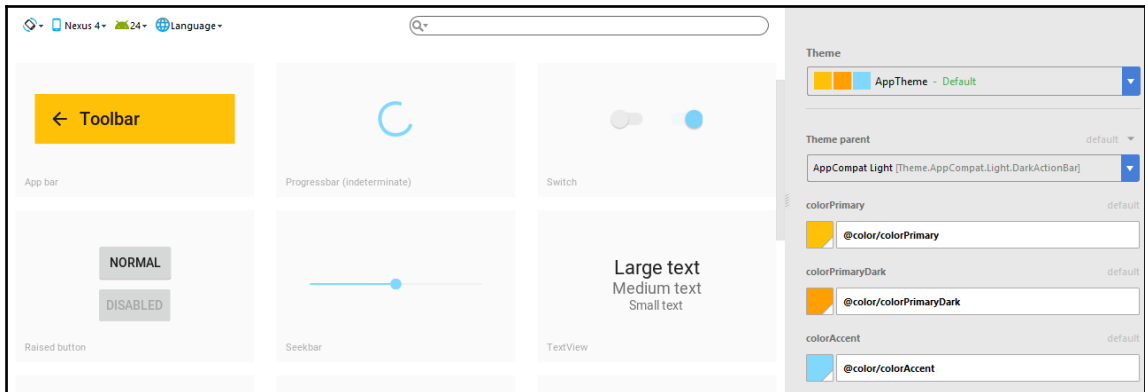 Nexus 4 24 Language
Toolbar
App bar
Progressbar (indeterminate)
Switch
NORMAL
DISABLED
Raised button
Seekbar
Large text
Medium text
Small text
TextView
Theme
AppTheme - Default
Theme parent default
AppCompat Light [Theme.AppCompat.Light.DarkActionBar]
colorPrimary default
@color/colorPrimary
colorPrimaryDark default
@color/colorPrimaryDark
colorAccent default
@color/colorAccent